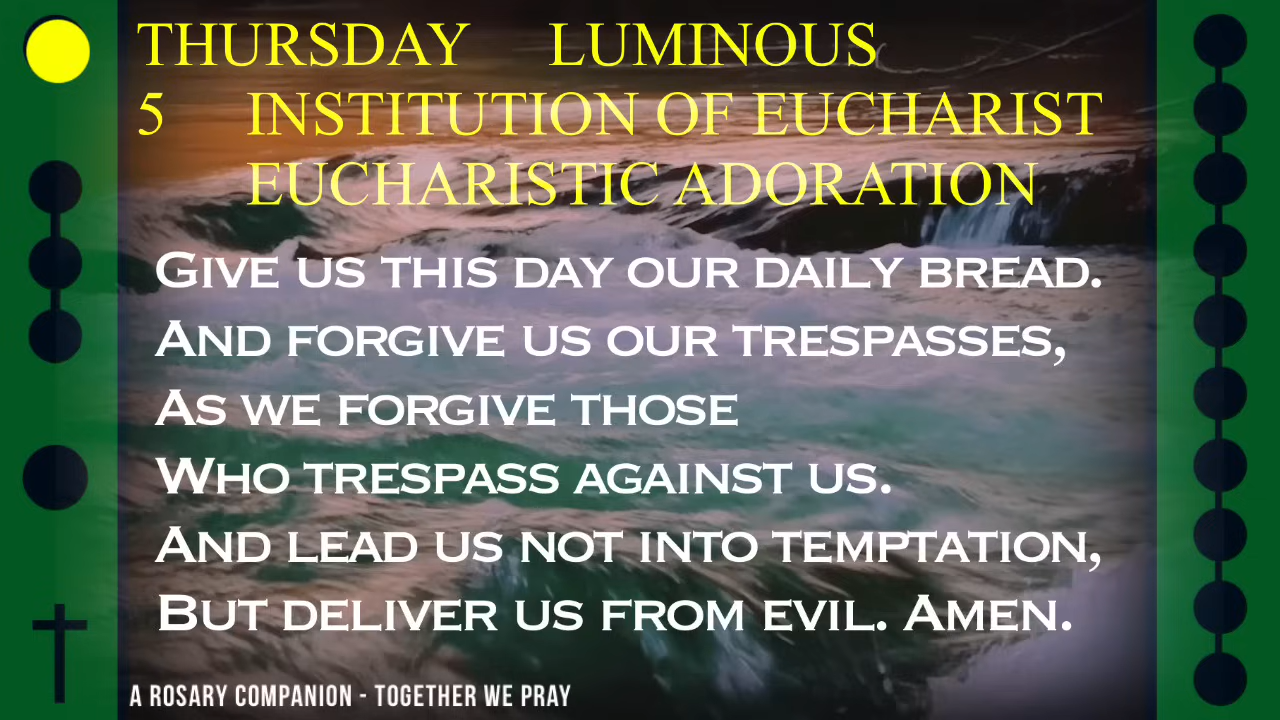 THURSDAY LUMINOUS
5 INSTITUTION OF EUCHARIST
EUCHARISTIC ADORATION
GIVE US THIS DAY OUR DAILY BREAD.
AND FORGIVE US OUR TRESPASSES,
AS WE FORGIVE THOSE
WHO TRESPASS AGAINST US.
AND LEAD US NOT INTO TEMPTATION,
BUT DELIVER US FROM EVIL. AMEN.
A ROSARY COMPANION - TOGETHER WE PRAY